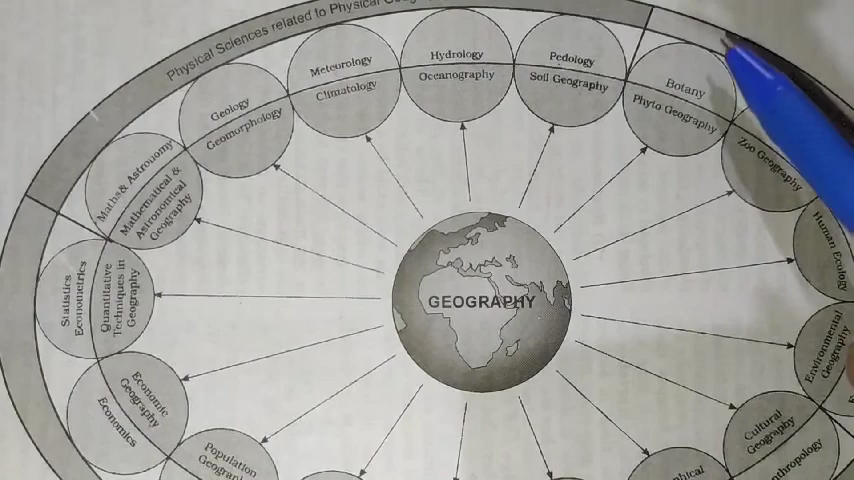 Physical Sciences related to Physical
Hydrology
Oceanography
Pedology
Soil Geography
Meteorology
Climatology
Botany
Phyto Geography
Geology
Geomorphology
Zoo Geography
Maths & Astronomy
Mathematical &
Astronomical
Geography
Human
Statistics
Econometrics
Quantitative
Techniques in
Geography
GEOGRAPHY
Environmental
Geography
Economic
Geography
Economics
Cultural
Geography
Population